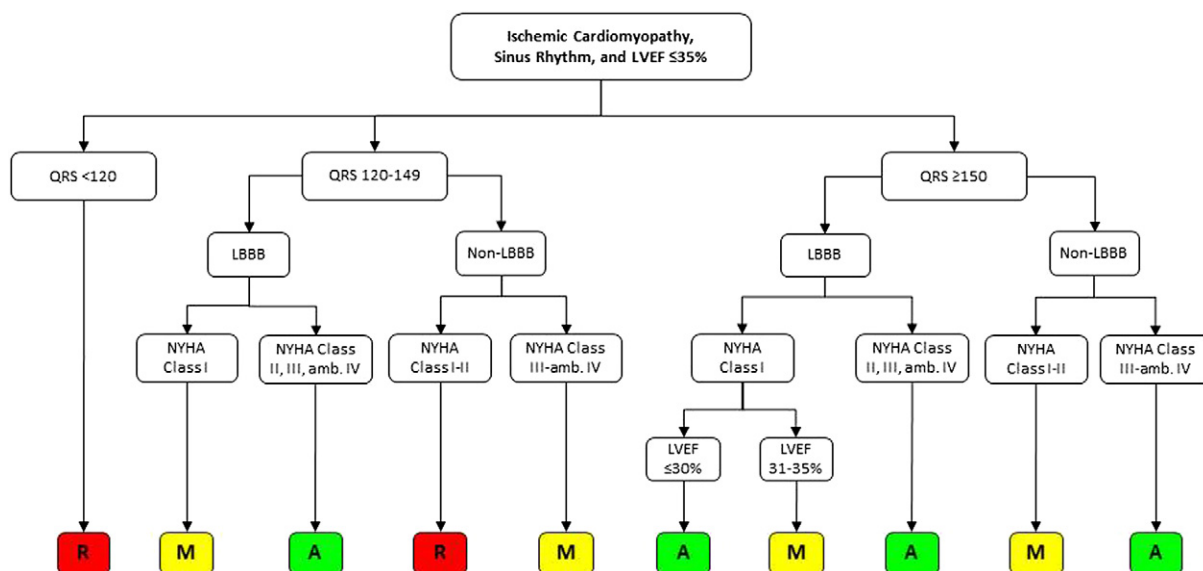 Ischemic Cardiomyopathy,
Sinus Rhythm, and LVEF ≤35%
QRS <120
QRS 120-149
QRS ≥150
LBBB
Non-LBBB
LBBB
Non-LBBB
NYHA
Class I
NYHA Class
II, III, amb. IV
NYHA
Class I-II
NYHA Class
III-amb. IV
NYHA
Class I
NYHA Class
II, III, amb. IV
NYHA
Class I-II
NYHA Class
III-amb. IV
LVEF
≤30%
LVEF
31-35%
R
M
A
R
M
A
M
A
M
A